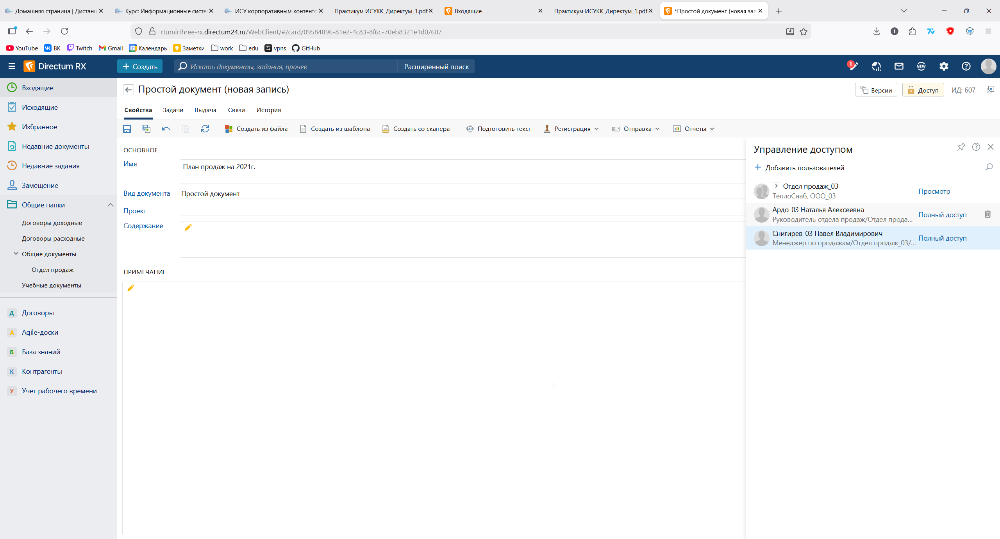 Домашняя страница | Дистанц
Курс: Информационные систе
ИСУ корпоративным контенто
Практикум ИСУКК_Директум_1.pdf
Входящие
Практикум ИСУКК_Директум_1.pdf
*Простой документ (новая зап
rtumirthree-rx.directum24.ru/WebClient/#/card/09584896-81e2-4c83-8f6c-70eb8321e1d0/607
YouTube
ВК
Twitch
Gmail
31
Календарь
Заметки
work
edu
vpns
GitHub
Directum RX
Создать
Искать документы, задания, прочее
Расширенный поиск
1
NEW
Входящие
Исходящие
Избранное
Недавние документы
Недавние задания
Замещение
Общие папки
Договоры доходные
Договоры расходные
Общие документы
Отдел продаж
Учебные документы
Д Договоры
А Agile-доски
Б База знаний
К Контрагенты
У Учет рабочего времени
Простой документ (новая запись)
Версии
Доступ
ИД: 607
Свойства
Задачи
Выдача
Связи
История
Создать из файла
Создать из шаблона
Создать со сканера
AI
Подготовить текст
Регистрация
Отправка
Отчеты
ОСНОВНОЕ
Имя
План продаж на 2021г.
Вид документа
Простой документ
Проект
Содержание
ПРИМЕЧАНИЕ
Управление доступом
Добавить пользователей
Отдел продаж_03
ТеплоСнаб, ООО_03
Просмотр
Ардо_03 Наталья Алексеевна
Руководитель отдела продаж/Отдел прода...
Полный доступ
Снигирев_03 Павел Владимирович
Менеджер по продажам/Отдел продаж_03/...
Полный доступ